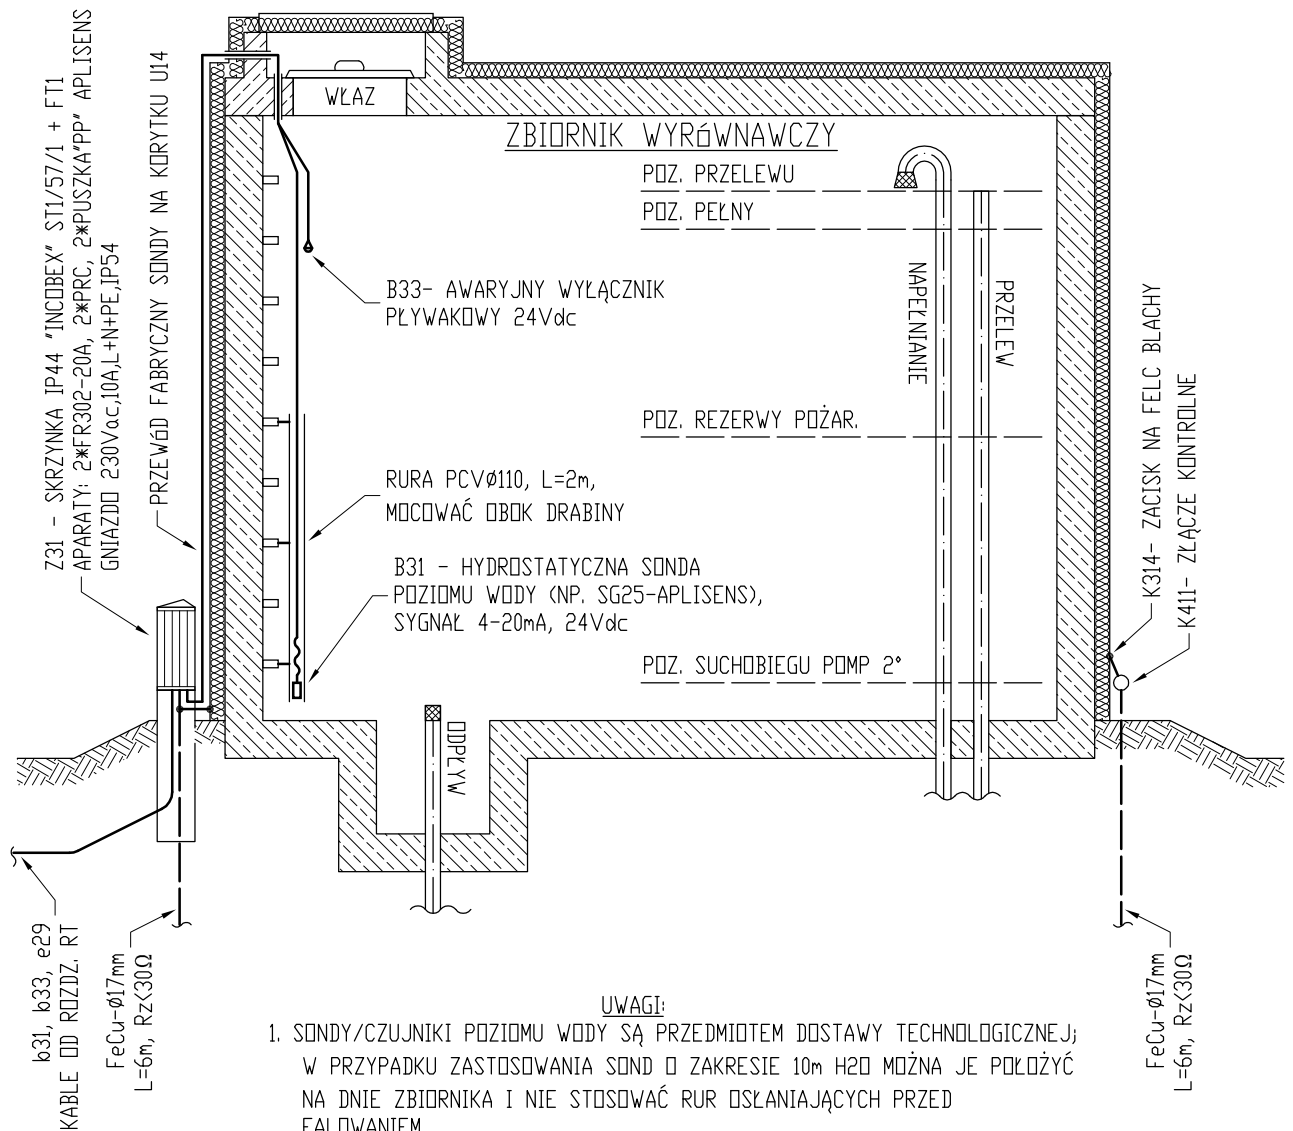 Z31 - SKRZYNKA IP44 "INCOBEX" ST1/57/1 + FT1
APARATY: 2*FR302-20A, 2*PRC, 2*PUSZKA"PP" APLISENS
GNIAZDO 230Vac,10A,L+N+PE,IP54
PRZEWÓD FABRYCZNY SONDY NA KORYTKU U14
WŁAZ
ZBIORNIK WYRÓWNAWCZY
POZ. PRZELEWU
POZ. PEŁNY
B33- AWARYJNY WYŁĄCZNIK
PŁYWAKOWY 24Vdc
NAPEŁNIANIE
PRZELEW
POZ. REZERWY POŻAR.
RURA PCVØ110, L=2m,
MOCOWAĆ OBOK DRABINY
B31 - HYDROSTATYCZNA SONDA
POZIOMU WODY (NP. SG25-APLISENS),
SYGNAŁ 4-20mA, 24Vdc
POZ. SUCHOBIEGU POMP 2°
ODPŁYW
K314- ZACISK NA FELC BLACHY
K411- ZŁĄCZE KONTROLNE
b31, b33, e29
KABLE OD ROZDZ. RT
FeCu-Ø17mm
L=6m, Rz<30Ω
FeCu-Ø17mm
L=6m, Rz<30Ω
UWAGI:
1. SONDY/CZUJNIKI POZIOMU WODY SĄ PRZEDMIOTEM DOSTAWY TECHNOLOGICZNEJ;
W PRZYPADKU ZASTOSOWANIA SOND O ZAKRESIE 10m H2O MOŻNA JE POŁOŻYĆ
NA DNIE ZBIORNIKA I NIE STOSOWAĆ RUR OSŁANIAJĄCYCH PRZED
FALOWANIEM